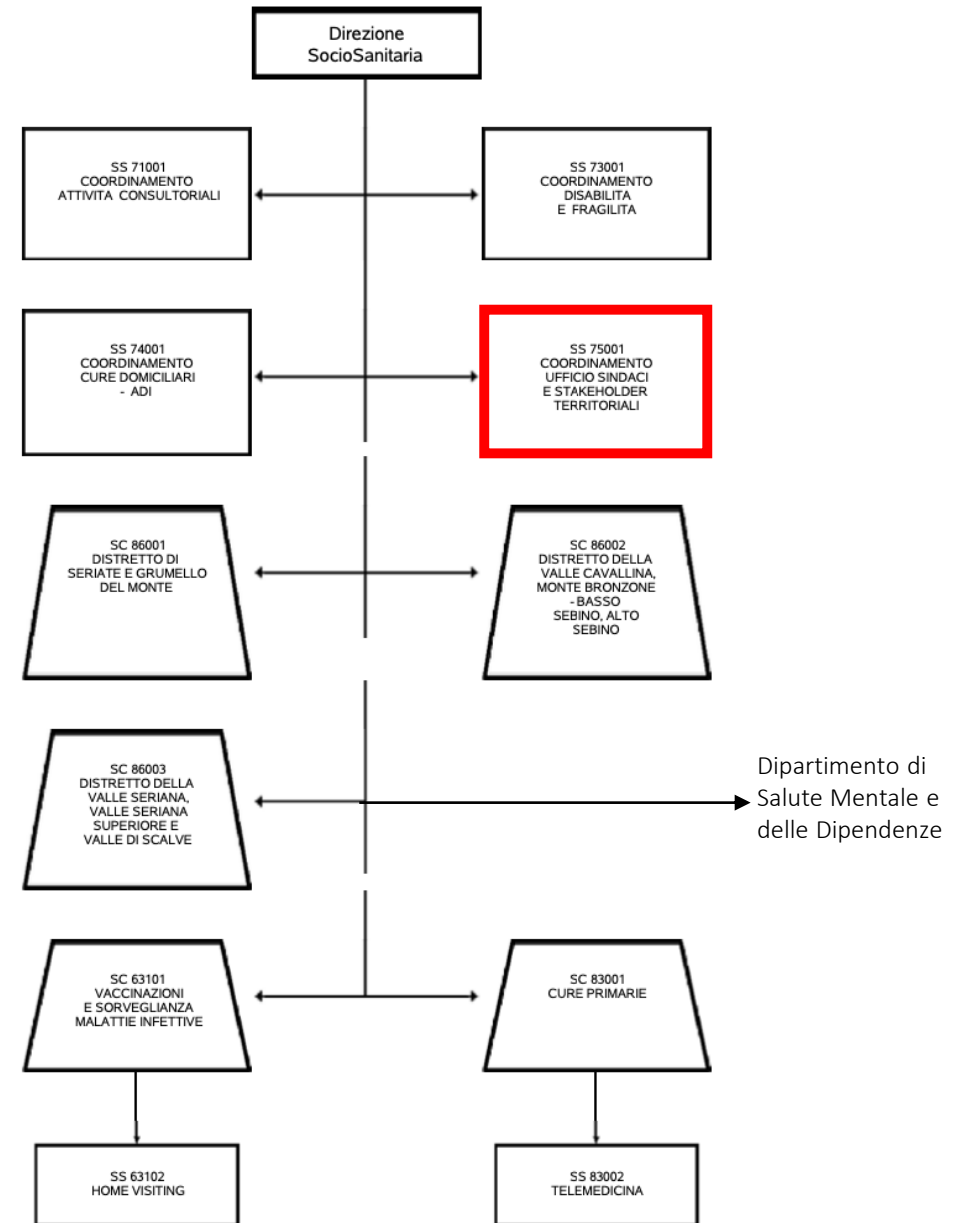 Direzione
SocioSanitaria
SS 71001
COORDINAMENTO
ATTIVITA CONSULTORIALI
SS 73001
COORDINAMENTO
DISABILITA
E FRAGILITA
SS 74001
COORDINAMENTO
CURE DOMICILIARI
- ADI
SS 75001
COORDINAMENTO
UFFICIO SINDACI
E STAKEHOLDER
TERRITORIALI
SC 86001
DISTRETTO DI
SERIATE E GRUMELLO
DEL MONTE
SC 86002
DISTRETTO DELLA
VALLE CAVALLINA,
MONTE BRONZONE
- BASSO
SEBINO, ALTO
SEBINO
SC 86003
DISTRETTO DELLA
VALLE SERIANA,
VALLE SERIANA
SUPERIORE E
VALLE DI SCALVE
Dipartimento di
Salute Mentale e
delle Dipendenze
SC 63101
VACCINAZIONI
E SORVEGLIANZA
MALATTIE INFETTIVE
SC 83001
CURE PRIMARIE
SS 63102
HOME VISITING
SS 83002
TELEMEDICINA